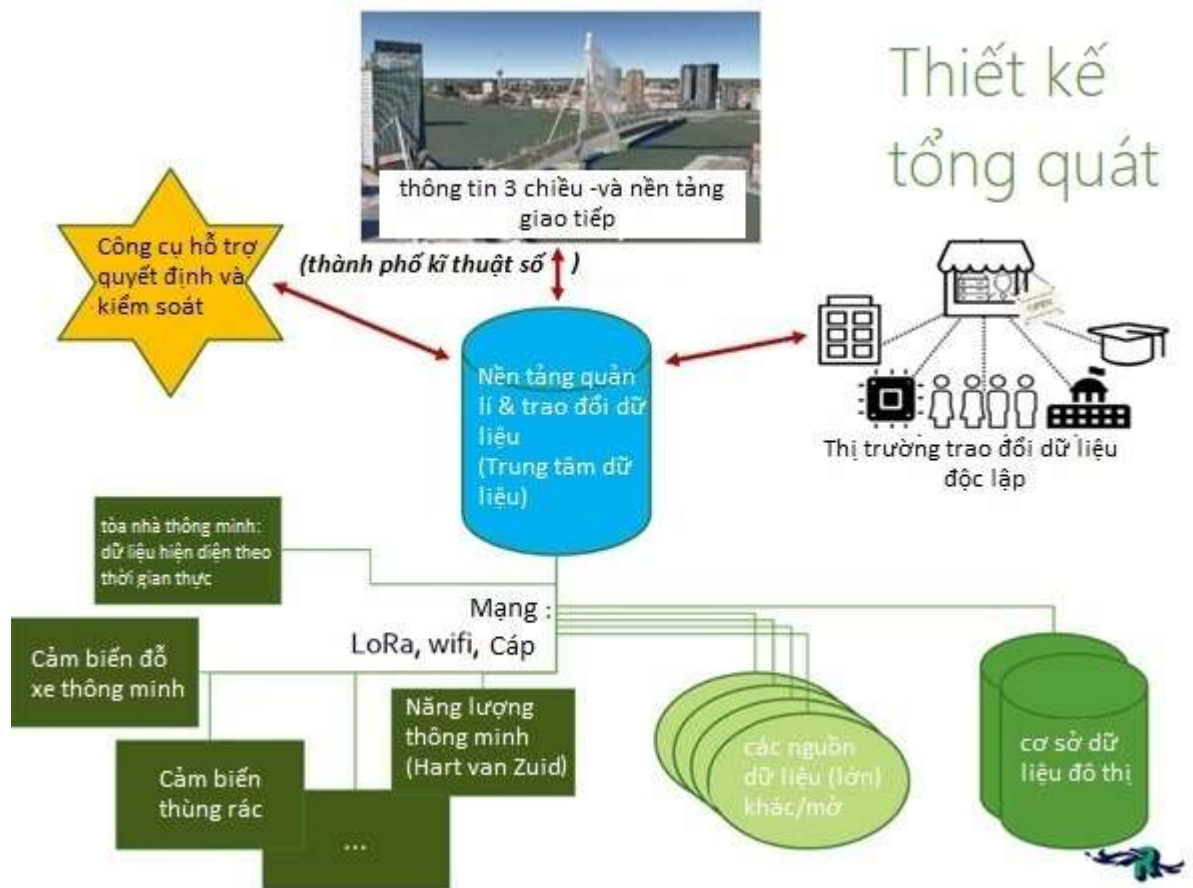 Thiết kế
tổng quát
thông tin 3 chiều -và nền tảng
giao tiếp
Công cụ hỗ trợ
quyết định và
kiểm soát
(thành phố kĩ thuật số )
OPEN
Nền tảng quản
lí & trao đổi dữ
liệu
(Trung tâm dữ
liệu)
Thị trường trao đổi dữ liệu
độc lập
tòa nhà thông minh:
dữ liệu hiện diện theo
thời gian thực
Mạng :
LoRa, wifi, Cáp
Cảm biến đỗ
xe thông minh
Năng lượng
thông minh
(Hart van Zuid)
Cảm biến
thùng rác
...
các nguồn
dữ liệu (lớn)
khác/mở
cơ sở dữ
liệu đô thị